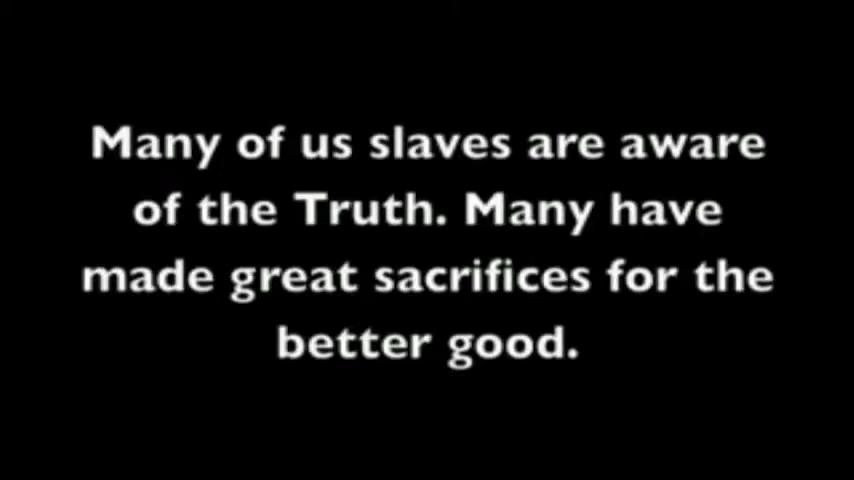 Many of us slaves are aware
of the Truth. Many have
made great sacrifices for the
better good.